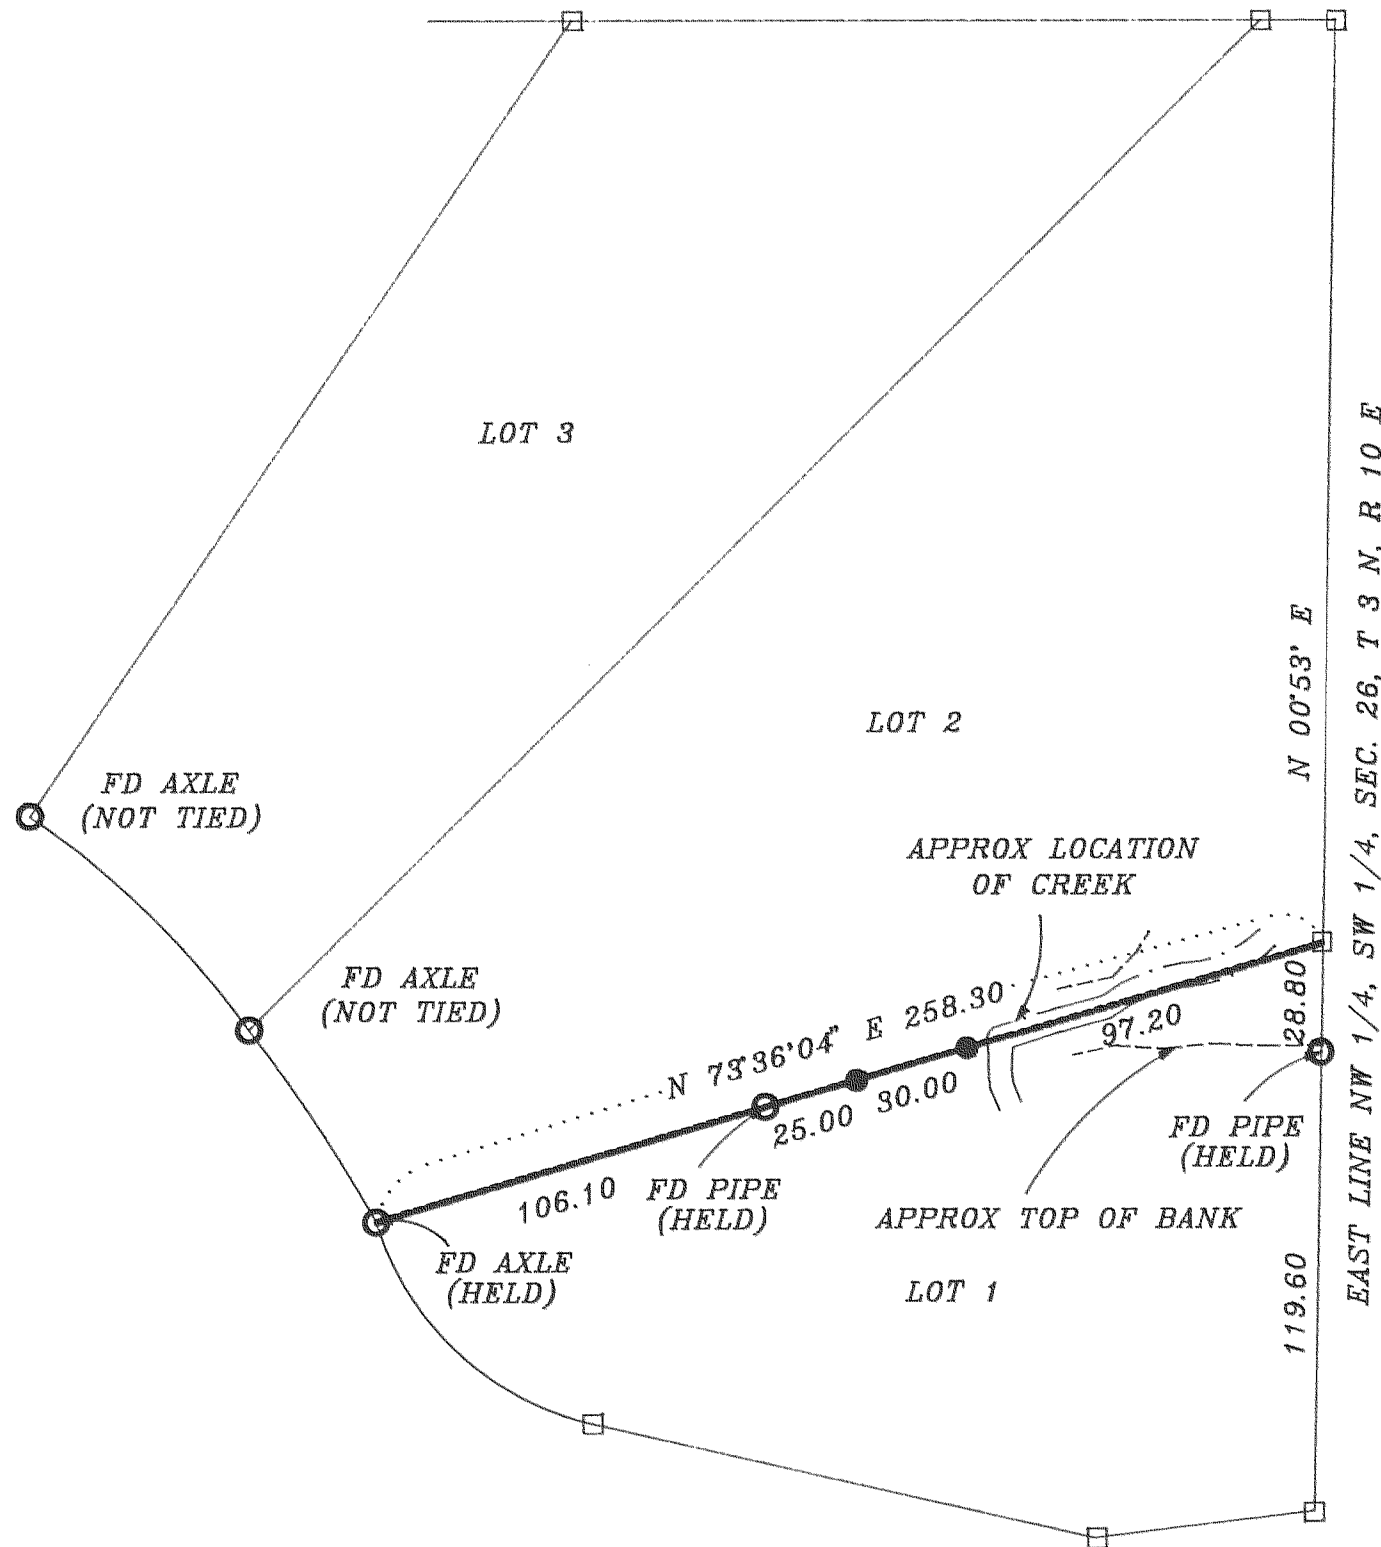 LOT 3
N 00°53' E
EAST LINE NW 1/4, SW 1/4, SEC. 26, T 3 N, R 10 E
LOT 2
FD AXLE
(NOT TIED)
APPROX LOCATION
OF CREEK
FD AXLE
(NOT TIED)
N 73°36'04" E 258.30
97.20
28.80
25.00
30.00
106.10
FD PIPE
(HELD)
FD PIPE
(HELD)
APPROX TOP OF BANK
FD AXLE
(HELD)
LOT 1
119.60